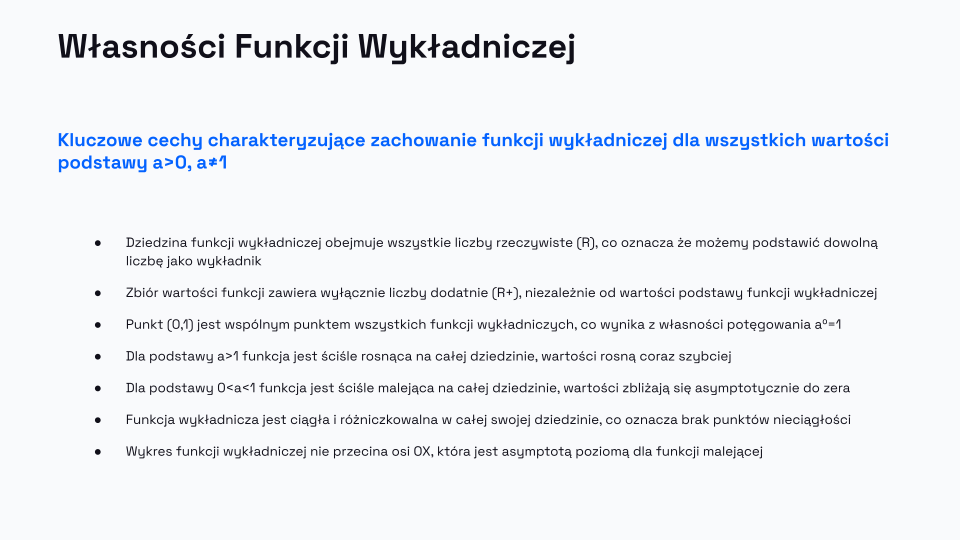 Własności Funkcji Wykładniczej
Kluczowe cechy charakteryzujące zachowanie funkcji wykładniczej dla wszystkich wartości
podstawy a>0, a≠1
● Dziedzina funkcji wykładniczej obejmuje wszystkie liczby rzeczywiste (R), co oznacza że możemy podstawić dowolną
liczbę jako wykładnik
● Zbiór wartości funkcji zawiera wyłącznie liczby dodatnie (R+), niezależnie od wartości podstawy funkcji wykładniczej
● Punkt (0,1) jest wspólnym punktem wszystkich funkcji wykładniczych, co wynika z własności potęgowania a⁰=1
● Dla podstawy a>1 funkcja jest ściśle rosnąca na całej dziedzinie, wartości rosną coraz szybciej
● Dla podstawy 0<a<1 funkcja jest ściśle malejąca na całej dziedzinie, wartości zbliżają się asymptotycznie do zera
● Funkcja wykładnicza jest ciągła i różniczkowalna w całej swojej dziedzinie, co oznacza brak punktów nieciągłości
● Wykres funkcji wykładniczej nie przecina osi OX, która jest asymptotą poziomą dla funkcji malejącej